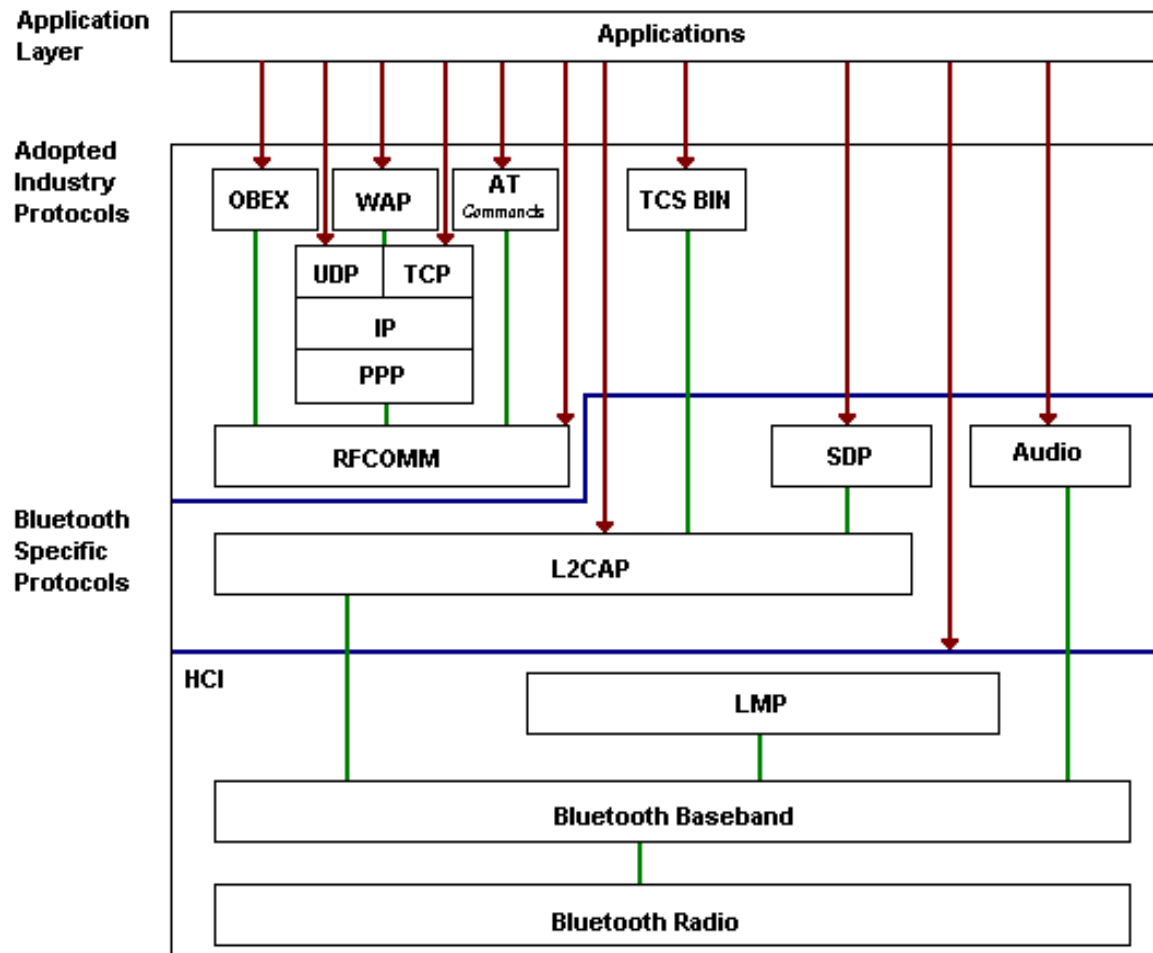 Application
Layer
Applications
Adopted
Industry
Protocols
OBEX
WAP
AT
Commands
TCS BIN
UDP
TCP
IP
PPP
RFCOMM
SDP
Audio
Bluetooth
Specific
Protocols
L2CAP
HCI
LMP
Bluetooth Baseband
Bluetooth Radio